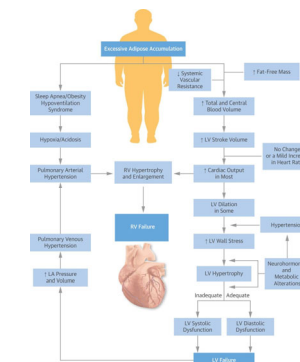 Excessive Adipose Accumulation
↓ Systemic
Vascular
Resistance
↑ Fat-Free Mass
Sleep Apnea/Obesity
Hypoventilation
Syndrome
↑ Total and Central
Blood Volume
Hypoxia/Acidosis
↑ LV Stroke Volume
No Change
or a Mild Incre
in Heart Rat
Pulmonary Arterial
Hypertension
RV Hypertrophy
and Enlargement
↑ Cardiac Output
in Most
LV Dilation
in Some
RV Failure
Hypertensio
Pulmonary Venous
Hypertension
↑ LV Wall Stress
↑ LA Pressure
and Volume
LV Hypertrophy
Neurohormon
and
Metabolic
Alterations
Inadequate
Adequate
LV Systolic
Dysfunction
LV Diastolic
Dysfunction
LV Failure